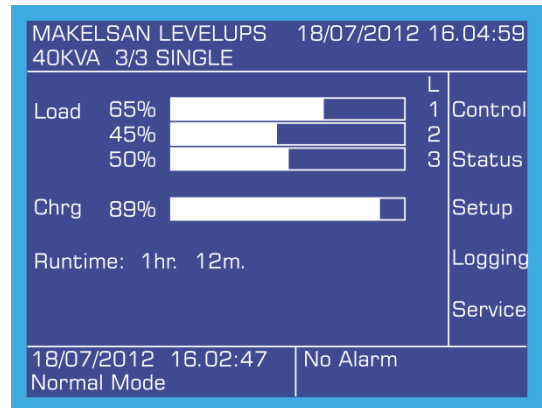 MAKELSAN LEVELUPS 18/07/2012 16.04:59
40KVA 3/3 SINGLE
L
Load 65% 1 Control
45% 2
50% 3 Status
Chrg 89% Setup
Runtime: 1hr. 12m. Logging
Service
18/07/2012 16.02:47 No Alarm
Normal Mode